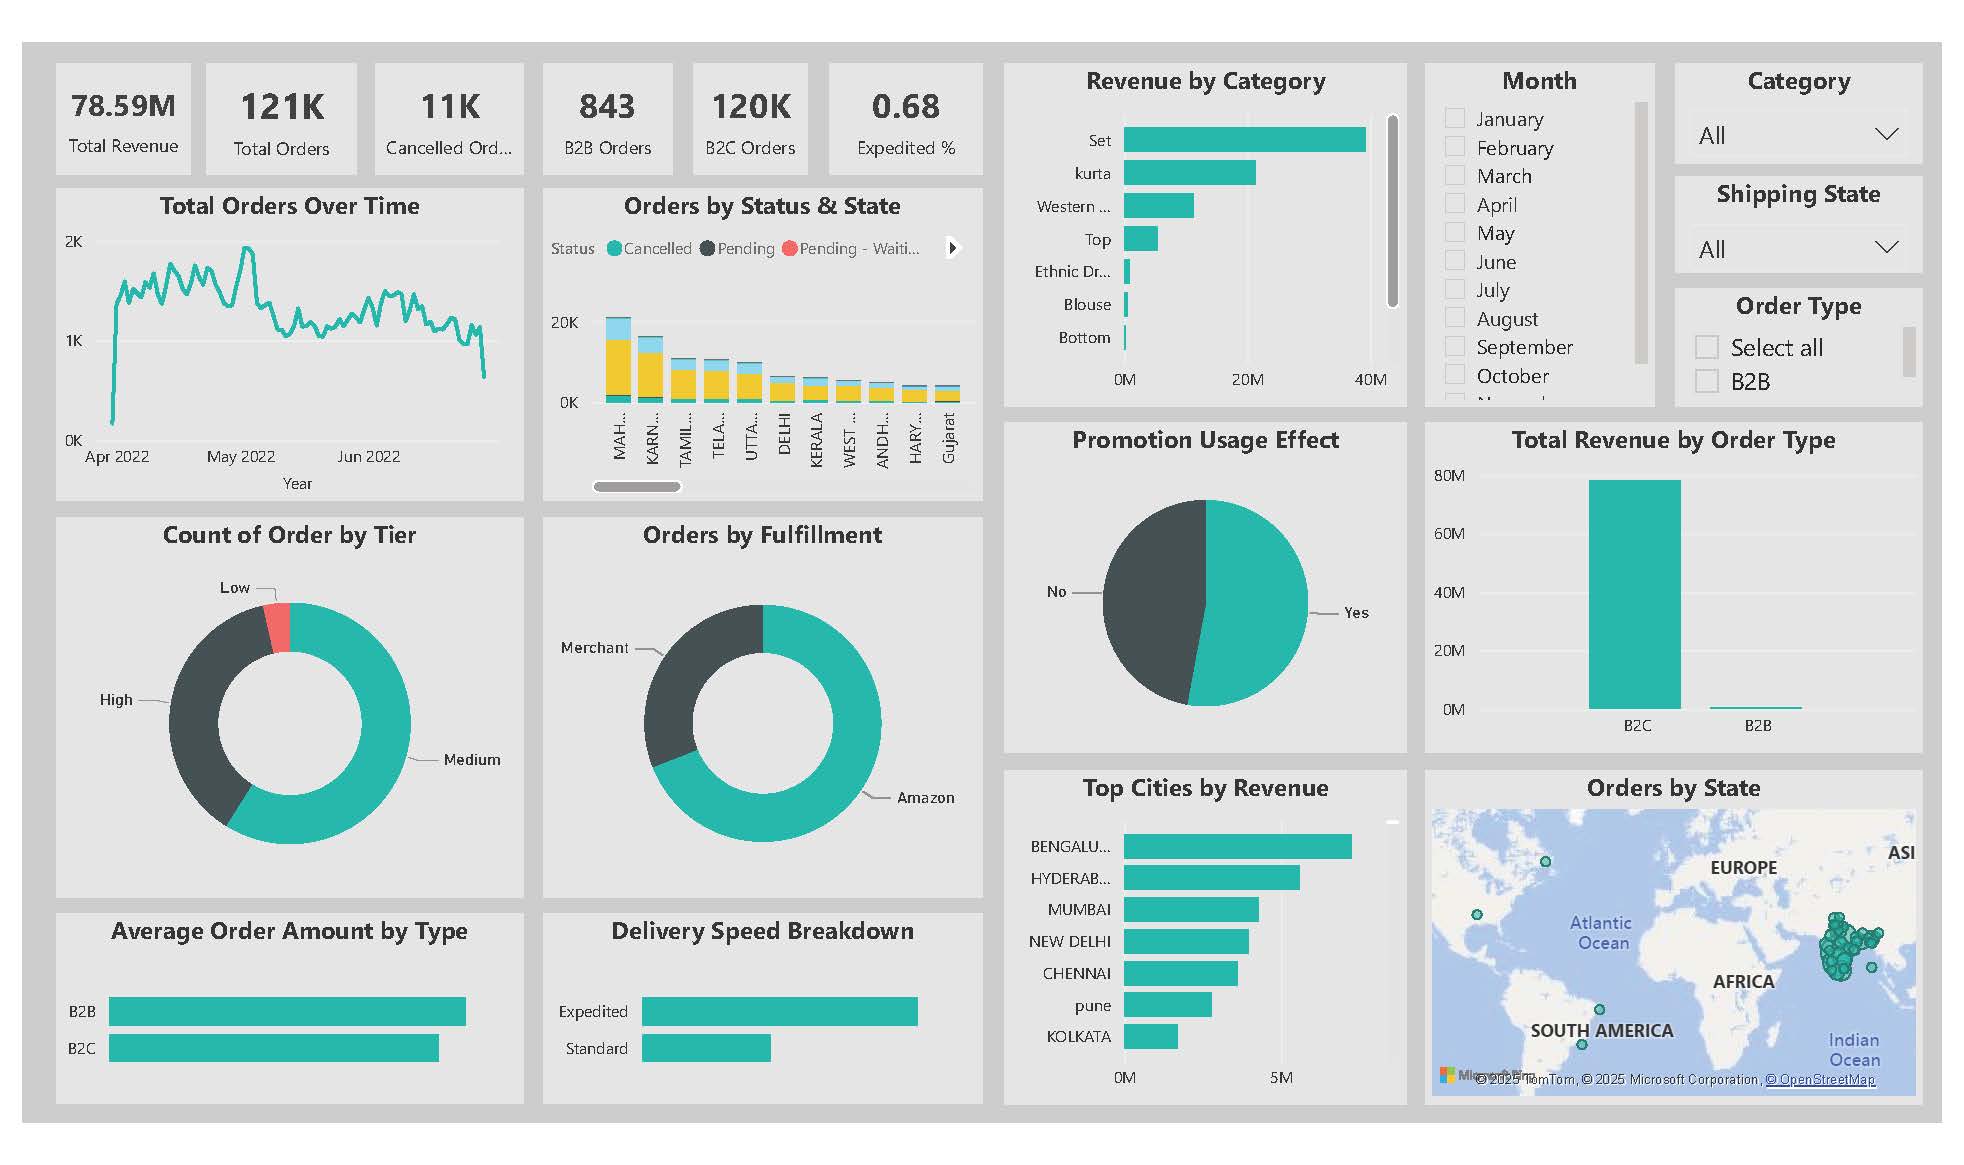 78.59M
Total Revenue
121K
Total Orders
11K
Cancelled Ord...
843
B2B Orders
120K
B2C Orders
0.68
Expedited %
Total Orders Over Time
2K
1K
0K
Apr 2022
May 2022
Jun 2022
Year
Orders by Status & State
Status
Cancelled
Pending
Pending - Waiti...
20K
0K
MAH...
KARN...
TAMIL...
TELA...
UTTA...
DELHI
KERALA
WEST ...
ANDH...
HARY...
Gujarat
Revenue by Category
Set
kurta
Western ...
Top
Ethnic Dr...
Blouse
Bottom
0M
20M
40M
Month
January
February
March
April
May
June
July
August
September
October
Category
All
Shipping State
All
Order Type
Select all
B2B
Count of Order by Tier
Low
High
Medium
Orders by Fulfillment
Merchant
Amazon
Promotion Usage Effect
No
Yes
Total Revenue by Order Type
80M
60M
40M
20M
0M
B2C
B2B
Average Order Amount by Type
B2B
B2C
Delivery Speed Breakdown
Expedited
Standard
Top Cities by Revenue
BENGALU...
HYDERAB...
MUMBAI
NEW DELHI
CHENNAI
pune
KOLKATA
0M
5M
Orders by State
EUROPE
ASI
Atlantic
Ocean
AFRICA
SOUTH AMERICA
Indian
Ocean
© 2025 TomTom, © 2025 Microsoft Corporation, © OpenStreetMap